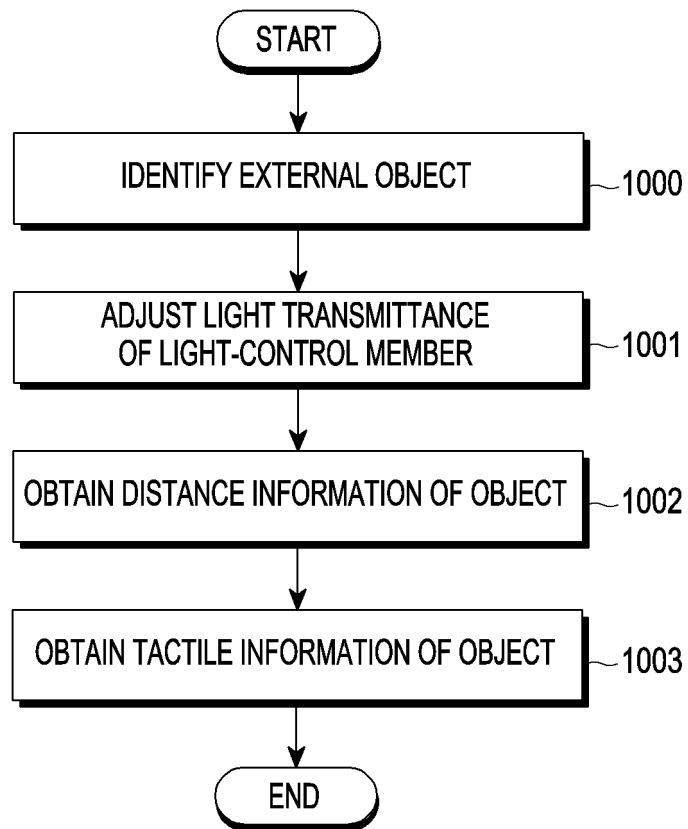 START
IDENTIFY EXTERNAL OBJECT
1000
ADJUST LIGHT TRANSMITTANCE
OF LIGHT-CONTROL MEMBER
1001
OBTAIN DISTANCE INFORMATION OF OBJECT
1002
OBTAIN TACTILE INFORMATION OF OBJECT
1003
END